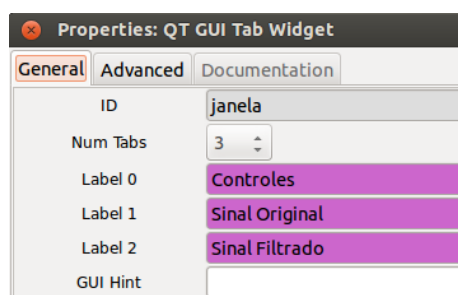 Properties: QT GUI Tab Widget
General Advanced Documentation
ID janela
Num Tabs 3
Label 0 Controles
Label 1 Sinal Original
Label 2 Sinal Filtrado
GUI Hint